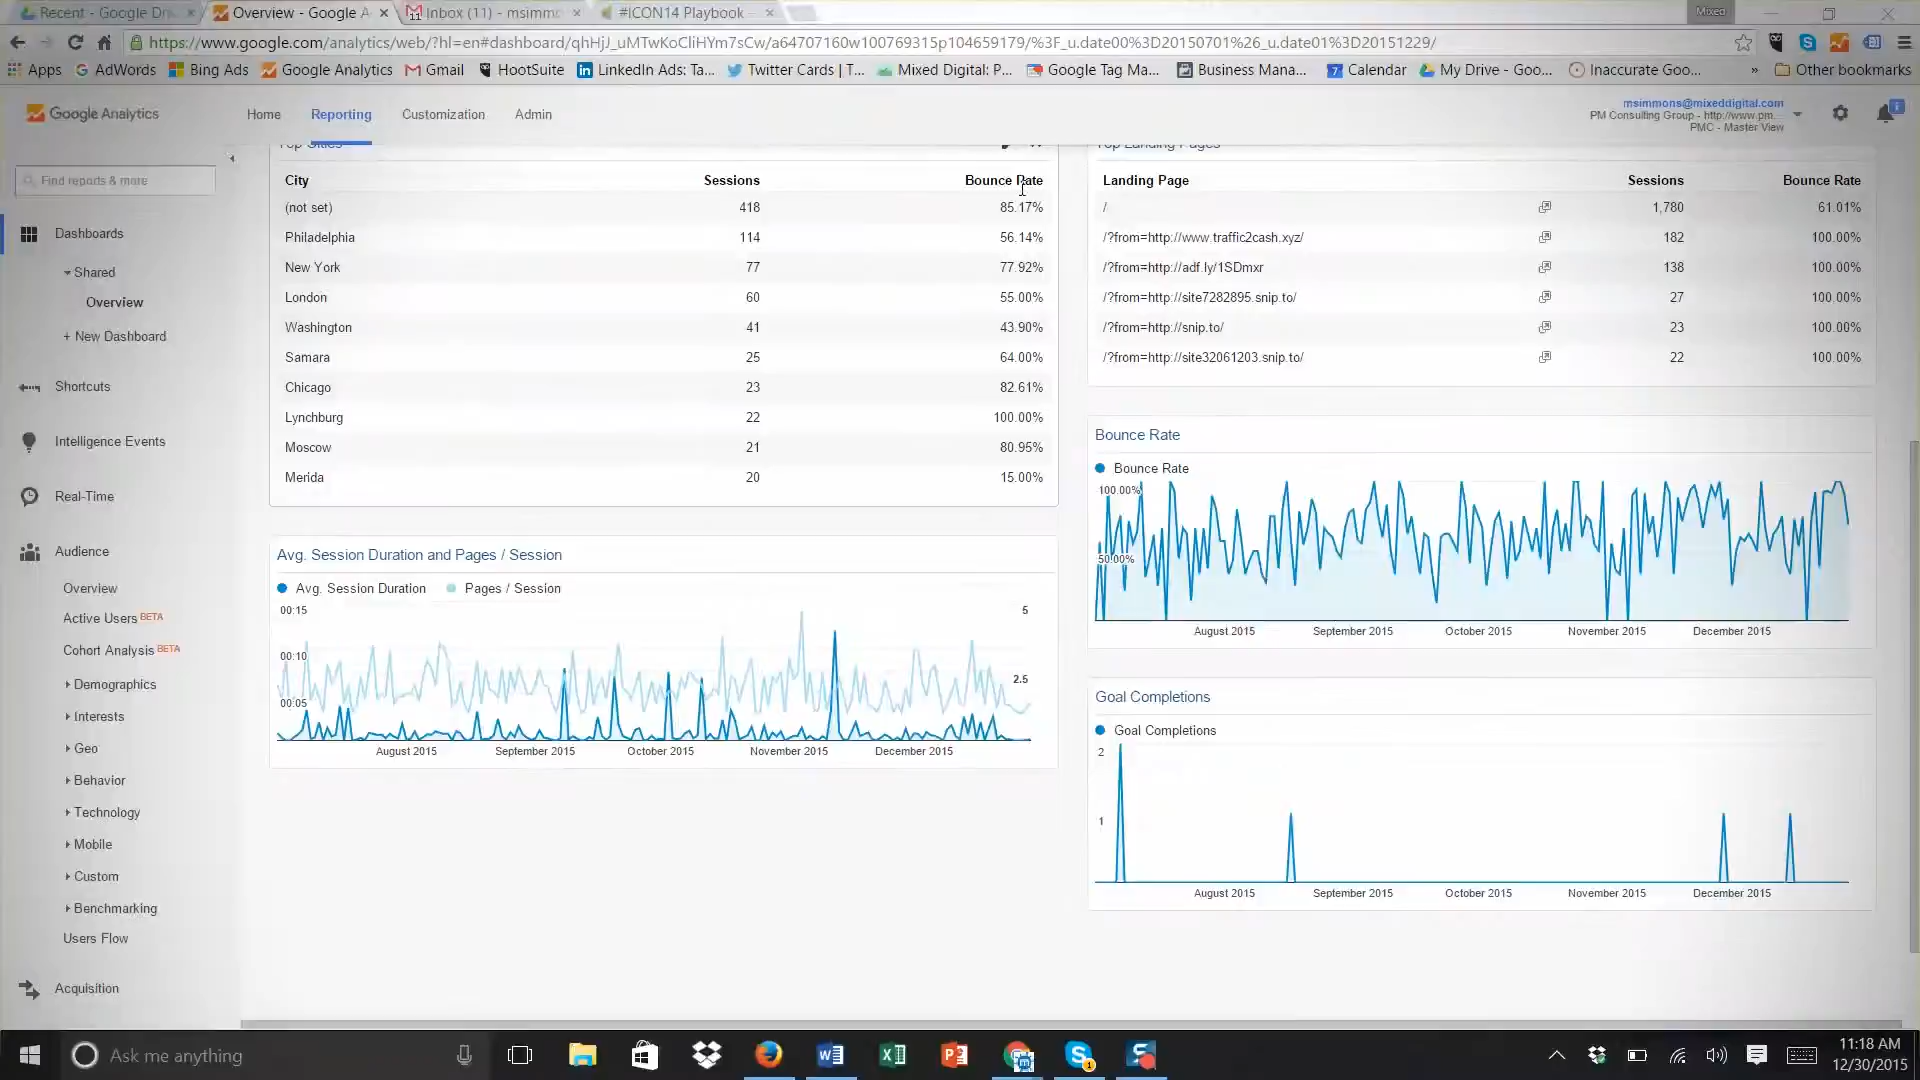 Recent - Google Dri
Overview - Google A
Inbox (11) - msimmo
#ICON14 Playbook
Mixed
https://www.google.com/analytics/web/?hl=en#dashboard/qhHjJ_uMTwKoCliHYm7sCw/a64707160w100769315p104659179/%3F_u.date00%3D20150701%26_u.date01%3D20151229/
Apps
AdWords
Bing Ads
Google Analytics
Gmail
HootSuite
LinkedIn Ads: Ta...
Twitter Cards | T...
Mixed Digital: P...
Google Tag Ma...
Business Mana...
Calendar
My Drive - Goo...
Inaccurate Goo...
»
Other bookmarks
Google Analytics
Home
Reporting
Customization
Admin
msimmons@mixeddigital.com
PM Consulting Group - http://www.pm...
PMC - Master View
Find reports & more
Dashboards
Shared
Overview
+ New Dashboard
Shortcuts
Intelligence Events
Real-Time
Audience
Overview
Active Users BETA
Cohort Analysis BETA
Demographics
Interests
Geo
Behavior
Technology
Mobile
Custom
Benchmarking
Users Flow
Acquisition
Top Cities
City Sessions Bounce Rate
(not set) 418 85.17%
Philadelphia 114 56.14%
New York 77 77.92%
London 60 55.00%
Washington 41 43.90%
Samara 25 64.00%
Chicago 23 82.61%
Lynchburg 22 100.00%
Moscow 21 80.95%
Merida 20 15.00%
Avg. Session Duration and Pages / Session
Avg. Session Duration Pages / Session
00:15 5
00:10
2.5
00:05
August 2015 September 2015 October 2015 November 2015 December 2015
Top Landing Pages
Landing Page Sessions Bounce Rate
/ 1,780 61.01%
/?from=http://www.traffic2cash.xyz/ 182 100.00%
/?from=http://adf.ly/1SDmxr 138 100.00%
/?from=http://site7282895.snip.to/ 27 100.00%
/?from=http://snip.to/ 23 100.00%
/?from=http://site32061203.snip.to/ 22 100.00%
Bounce Rate
Bounce Rate
100.00%
50.00%
August 2015 September 2015 October 2015 November 2015 December 2015
Goal Completions
Goal Completions
2
1
August 2015 September 2015 October 2015 November 2015 December 2015
Ask me anything
11:18 AM
12/30/2015